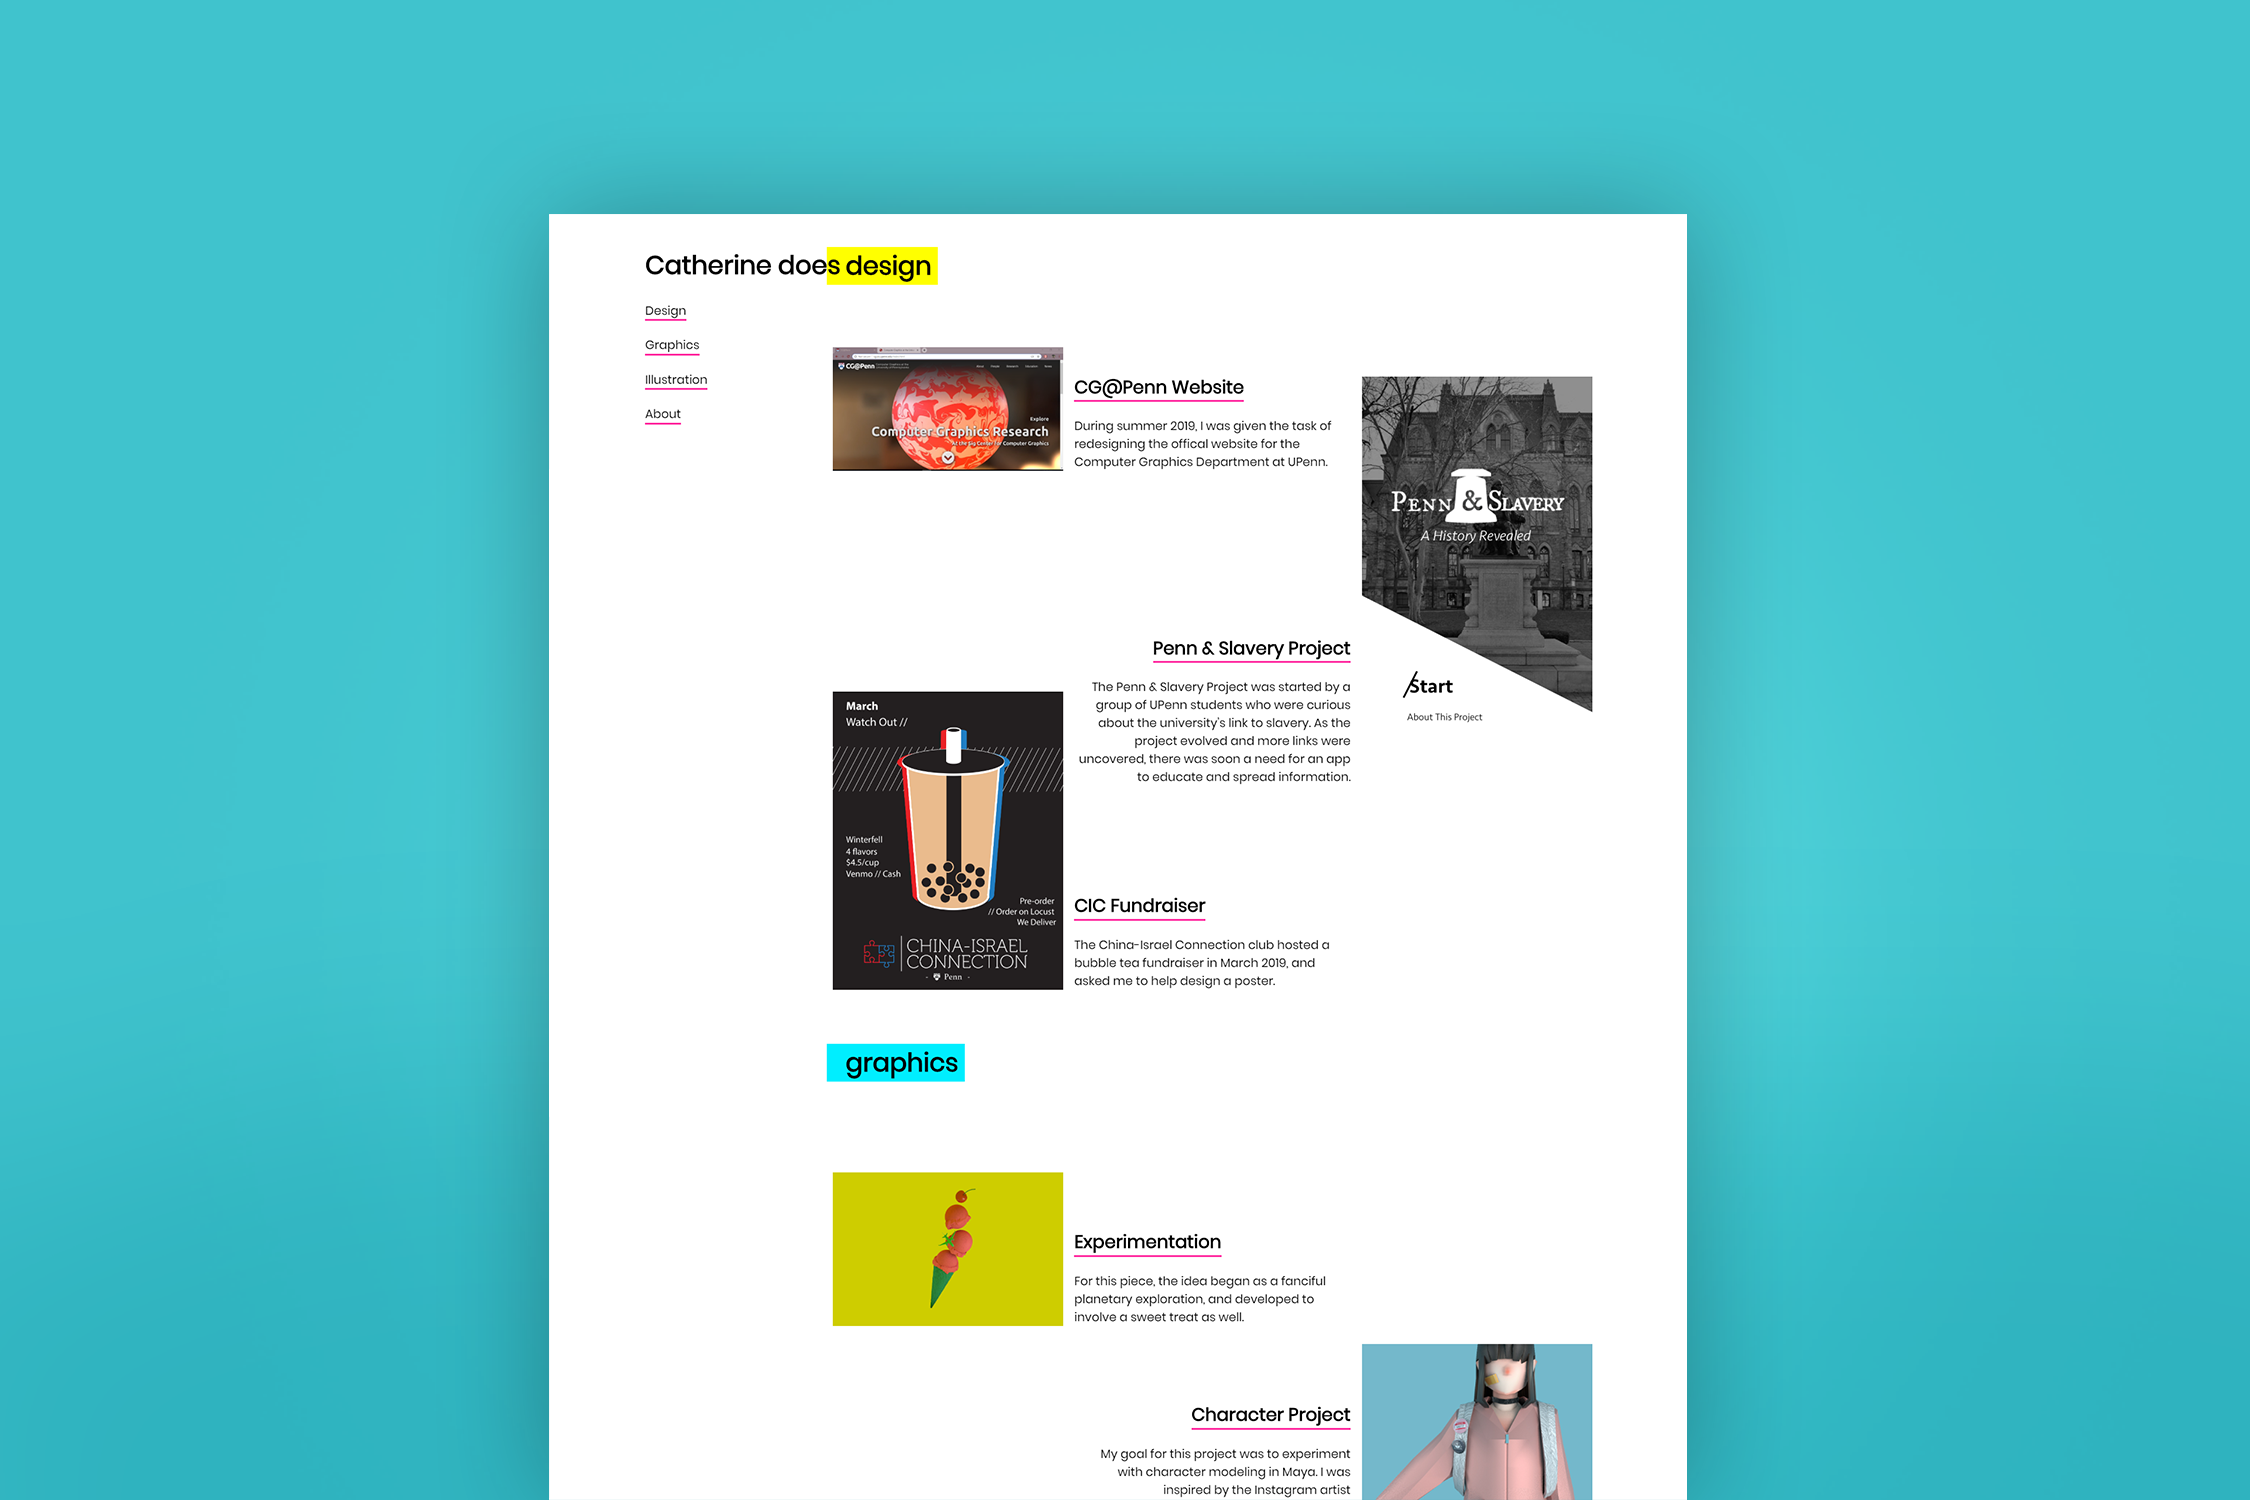 Catherine does design
Design
Graphics
Illustration
About
CG@Penn
Explore
Computer Graphics Research
At the Sig Center for Computer Graphics
CG@Penn Website
During summer 2019, I was given the task of
redesigning the offical website for the
Computer Graphics Department at UPenn.
PENN & SLAVERY
A History Revealed
Start
About This Project
Penn & Slavery Project
The Penn & Slavery Project was started by a
group of UPenn students who were curious
about the university's link to slavery. As the
project evolved and more links were
uncovered, there was soon a need for an app
to educate and spread information.
March
Watch Out //
Winterfell
4 flavors
$4.5/cup
Venmo // Cash
Pre-order
// Order on Locust
We Deliver
CHINA-ISRAEL
CONNECTION
- Penn -
CIC Fundraiser
The China-Israel Connection club hosted a
bubble tea fundraiser in March 2019, and
asked me to help design a poster.
graphics
Experimentation
For this piece, the idea began as a fanciful
planetary exploration, and developed to
involve a sweet treat as well.
Character Project
My goal for this project was to experiment
with character modeling in Maya. I was
inspired by the Instagram artist